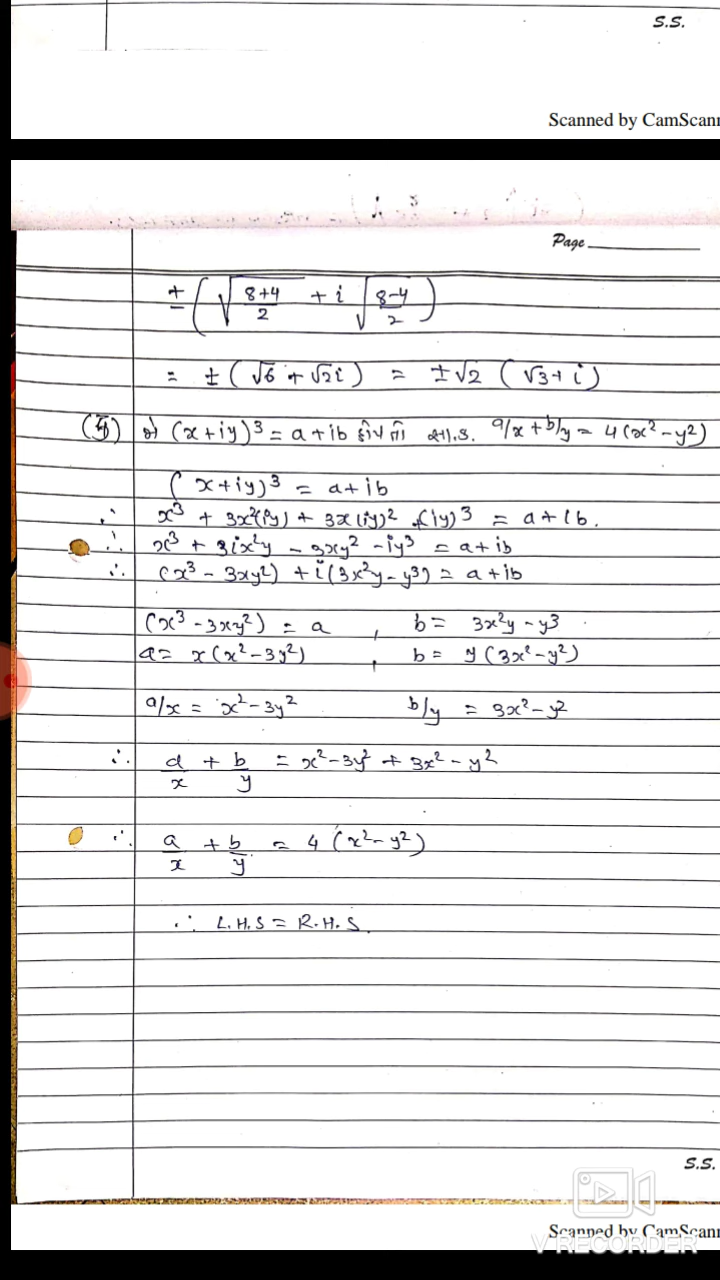 S.S.
Scanned by CamScann
Page
± ( √(8+4)/2 + i √(8-4)/2 )
= ± ( √6 + √2i ) = ± √2 ( √3 + i )
(x+iy)³ = a+ib હોય તો સા.કે. a/x + b/y = 4(x²-y²)
(x+iy)³ = a+ib
∴ x³ + 3x²(iy) + 3x(iy)² + (iy)³ = a+ib.
∴ x³ + 3ix²y - 3xy² - iy³ = a+ib
∴ (x³ - 3xy²) + i(3x²y - y³) = a+ib
(x³ - 3xy²) = a , b = 3x²y - y³
a = x(x² - 3y²) , b = y(3x² - y²)
a/x = x² - 3y² b/y = 3x² - y²
∴ a/x + b/y = x² - 3y² + 3x² - y²
∴ a/x + b/y = 4(x² - y²)
∴ L.H.S = R.H.S.
S.S.
Scanned by CamScann
V RECORDER